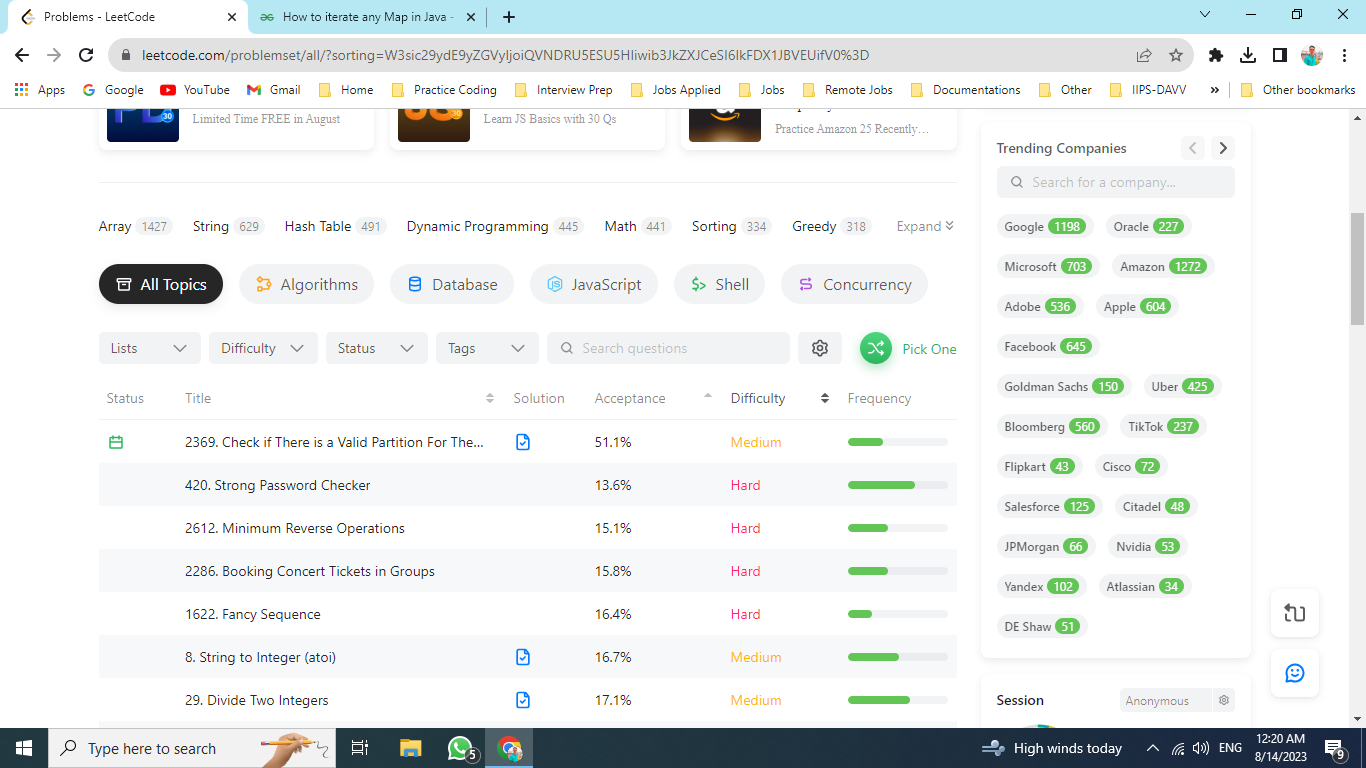 Problems - LeetCode
How to iterate any Map in Java -
leetcode.com/problemset/all/?sorting=W3sic29ydE9yZGVyIjoiQVNDRU5ESU5HIiwib3JkZXJCeSI6IkFDX1JBVEUifV0%3D
Apps Google YouTube Gmail Home Practice Coding Interview Prep Jobs Applied Jobs Remote Jobs Documentations Other IIPS-DAVV » Other bookmarks
Limited Time FREE in August
30
Learn JS Basics with 30 Qs
30
Practice Amazon 25 Recently…
Array 1427 String 629 Hash Table 491 Dynamic Programming 445 Math 441 Sorting 334 Greedy 318 Expand
All Topics Algorithms Database JavaScript Shell Concurrency
Lists Difficulty Status Tags Search questions Pick One
Status Title Solution Acceptance Difficulty Frequency
2369. Check if There is a Valid Partition For The... 51.1% Medium
420. Strong Password Checker 13.6% Hard
2612. Minimum Reverse Operations 15.1% Hard
2286. Booking Concert Tickets in Groups 15.8% Hard
1622. Fancy Sequence 16.4% Hard
8. String to Integer (atoi) 16.7% Medium
29. Divide Two Integers 17.1% Medium
Trending Companies
Search for a company...
Google 1198 Oracle 227
Microsoft 703 Amazon 1272
Adobe 536 Apple 604
Facebook 645
Goldman Sachs 150 Uber 425
Bloomberg 560 TikTok 237
Flipkart 43 Cisco 72
Salesforce 125 Citadel 48
JPMorgan 66 Nvidia 53
Yandex 102 Atlassian 34
DE Shaw 51
Session Anonymous
Type here to search
5
High winds today
ENG
12:20 AM
8/14/2023
9